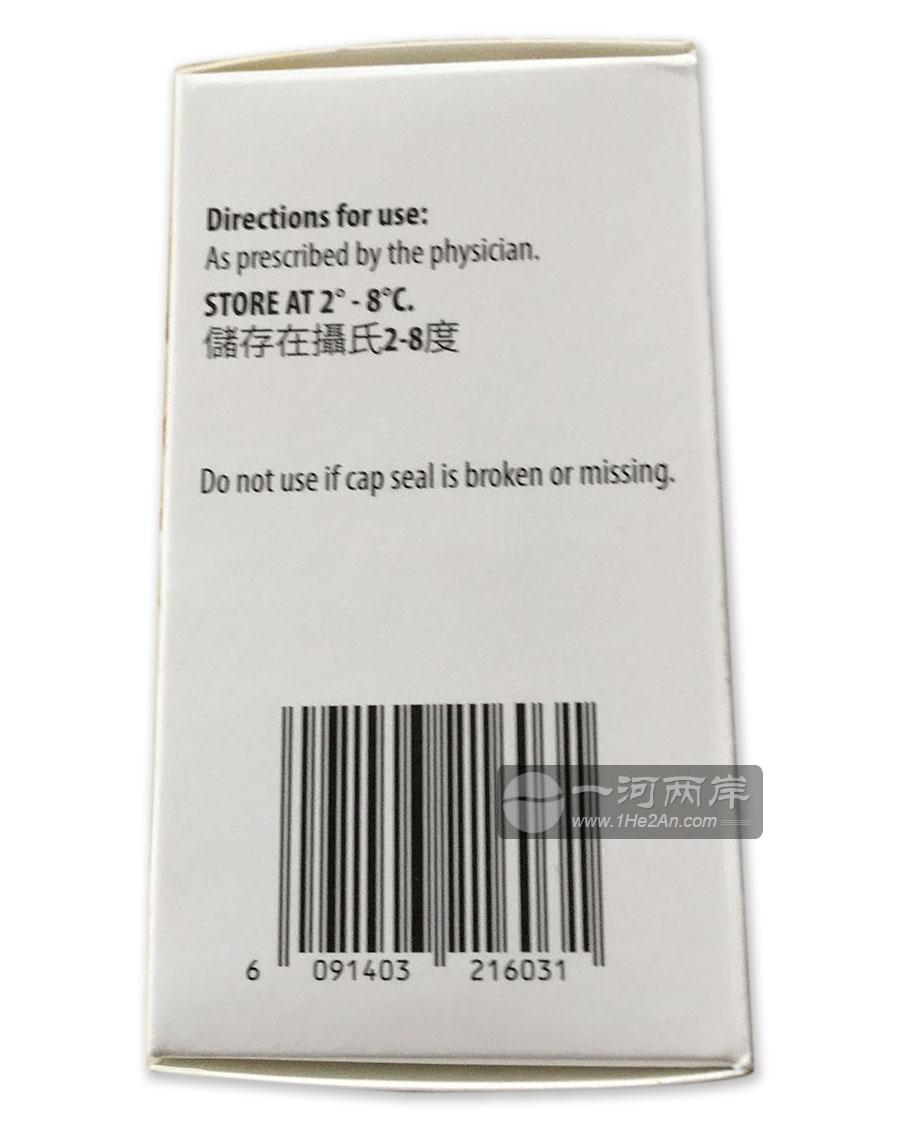 Directions for use:
As prescribed by the physician.
STORE AT 2° - 8°C.
儲存在攝氏2-8度
Do not use if cap seal is broken or missing.
一河两岸
www.1He2An.com
6 091403 216031